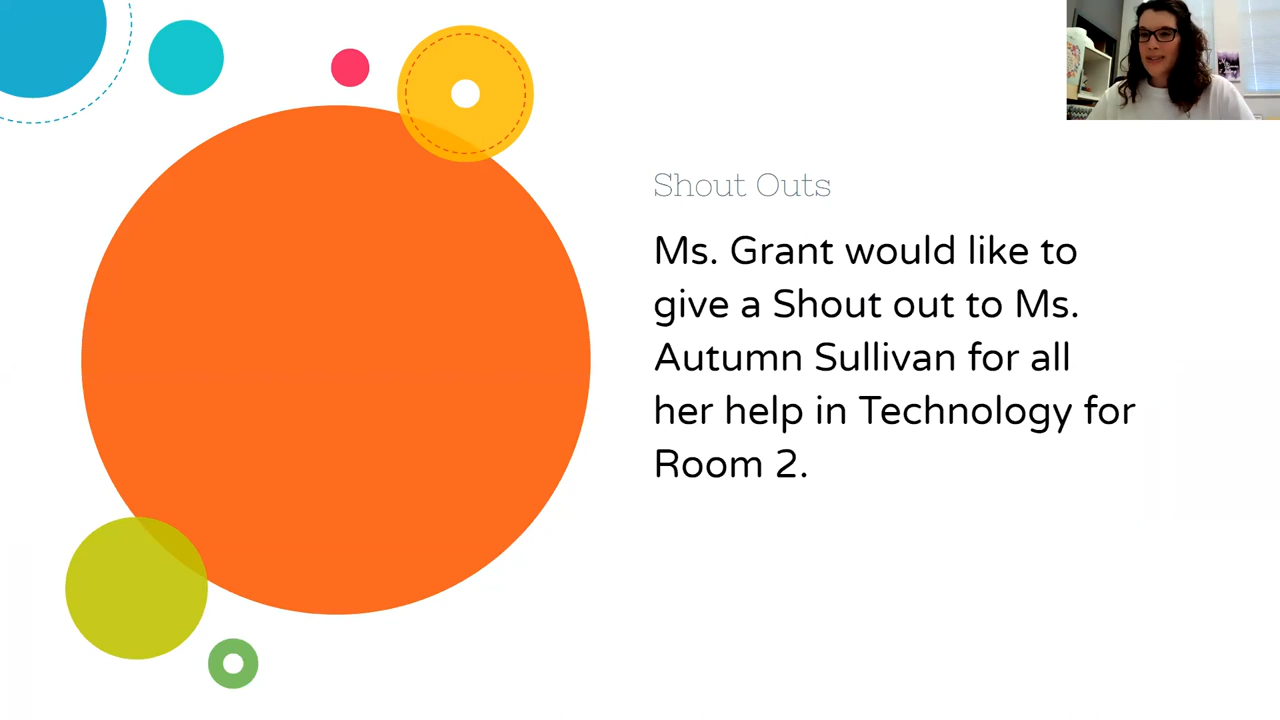 Shout Outs
Ms. Grant would like to
give a Shout out to Ms.
Autumn Sullivan for all
her help in Technology for
Room 2.